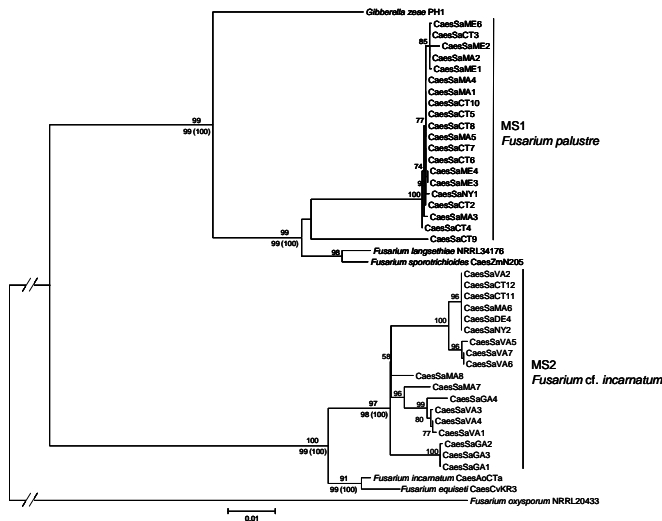 Gibberella zeae PH1
CaesSaME6
CaesSaCT3
85
CaesSaME2
CaesSaMA2
CaesSaME1
CaesSaMA4
CaesSaMA1
CaesSaCT10
CaesSaCT5
99
77
CaesSaCT8
MS1
99 (100)
CaesSaMA5
Fusarium palustre
CaesSaCT7
CaesSaCT6
74
CaesSaME4
CaesSaME3
100
CaesSaNY1
CaesSaCT2
CaesSaMA3
CaesSaCT4
99
CaesSaCT9
99 (100)
98
Fusarium langsethiae NRRL34176
Fusarium sporotrichioides CaesZmN205
CaesSaVA2
CaesSaCT12
96
CaesSaCT11
CaesSaMA6
100
CaesSaDE4
CaesSaNY2
CaesSaVA5
96
CaesSaVA7
58
CaesSaVA6
MS2
CaesSaMA8
Fusarium cf. incarnatum
CaesSaMA7
96
97
99
CaesSaGA4
98 (100)
CaesSaVA3
80
CaesSaVA4
77
CaesSaVA1
100
CaesSaGA2
100
CaesSaGA3
99 (100)
CaesSaGA1
91
Fusarium incarnatum CaesAoCTa
99 (100)
Fusarium equiseti CaesCvKR3
Fusarium oxysporum NRRL20433
0.01